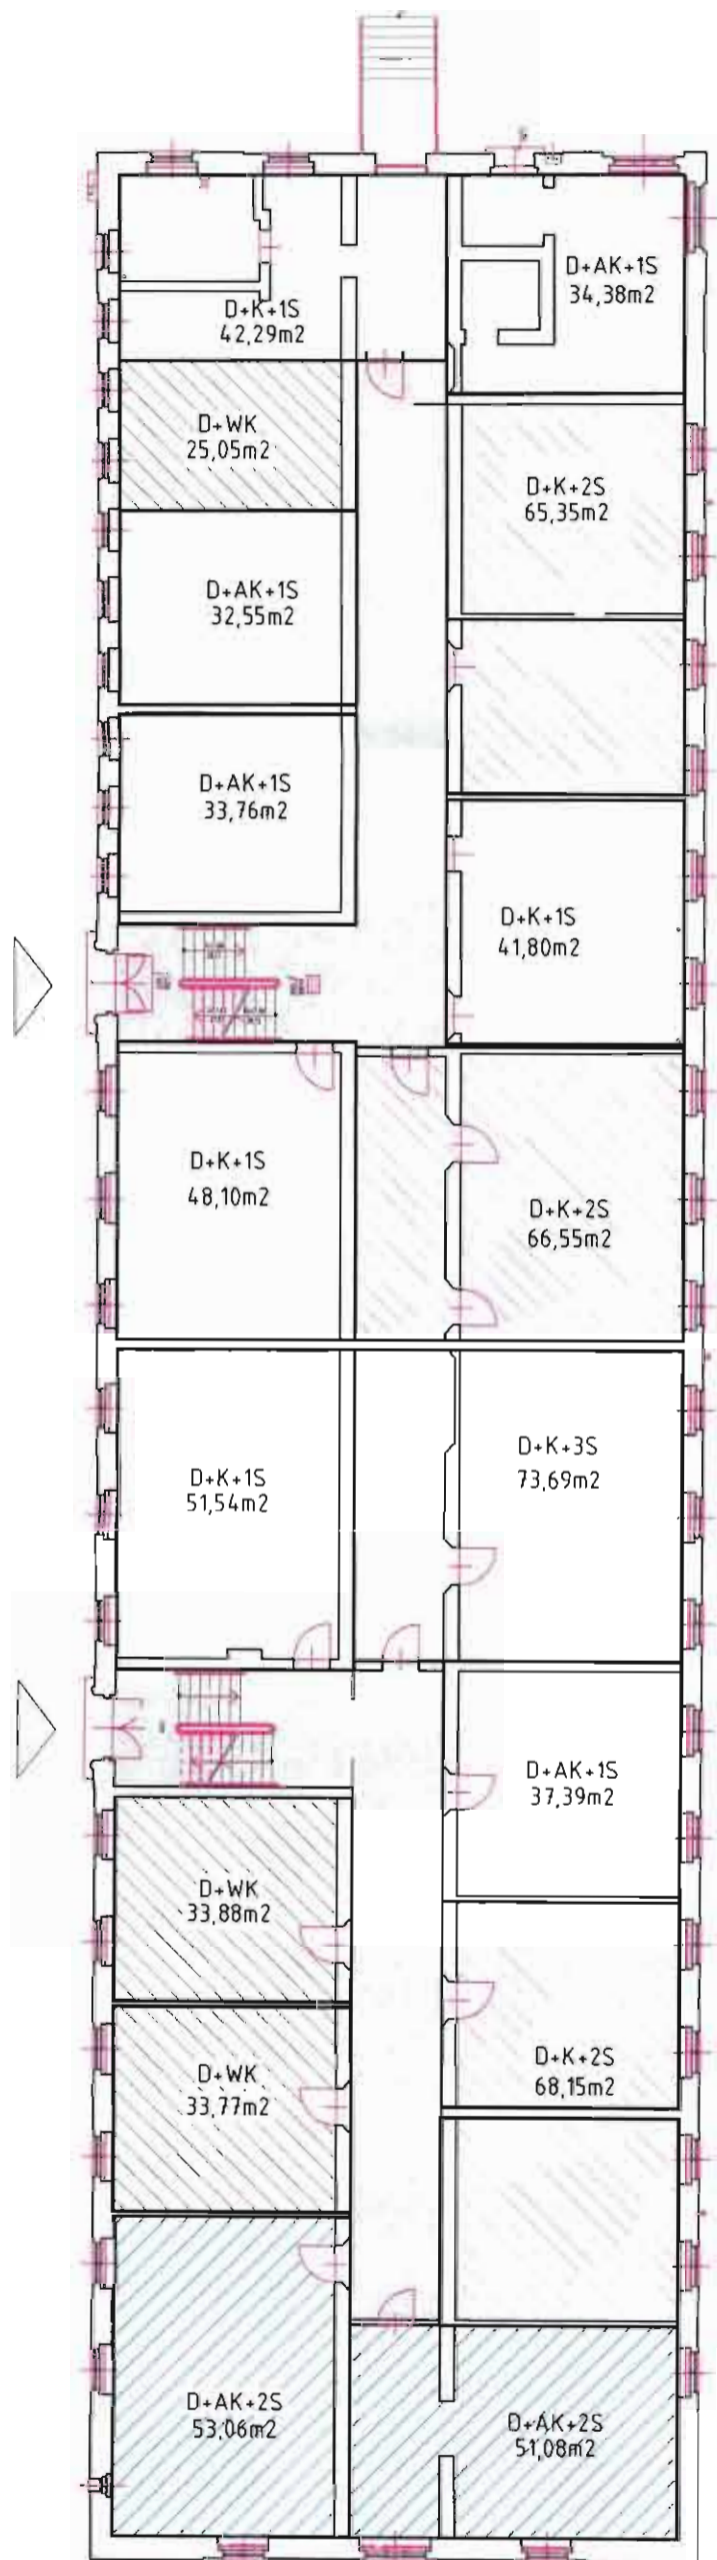 D+AK+1S
34,38m2
D+K+1S
42,29m2
D+WK
25,05m2
D+K+2S
65,35m2
D+AK+1S
32,55m2
D+AK+1S
33,76m2
D+K+1S
41,80m2
D+K+1S
48,10m2
D+K+2S
66,55m2
D+K+3S
73,69m2
D+K+1S
51,54m2
D+AK+1S
37,39m2
D+WK
33,88m2
D+K+2S
68,15m2
D+WK
33,77m2
D+AK+2S
53,06m2
D+AK+2S
51,08m2